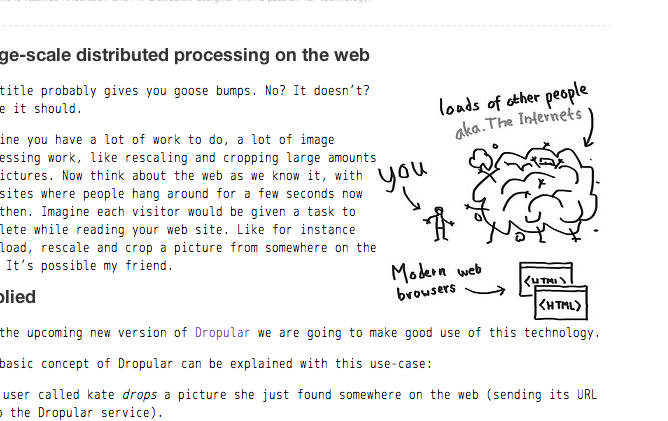 ge-scale distributed processing on the web
title probably gives you goose bumps. No? It doesn't?
e it should.
ine you have a lot of work to do, a lot of image
essing work, like rescaling and cropping large amounts
ictures. Now think about the web as we know it, with
sites where people hang around for a few seconds now
then. Imagine each visitor would be given a task to
lete while reading your web site. Like for instance
load, rescale and crop a picture from somewhere on the
It's possible my friend.
loads of other people
aka. The Internets
you
Modern web
browsers
<HTML>
<HTML>
plied
the upcoming new version of Dropular we are going to make good use of this technology.
basic concept of Dropular can be explained with this use-case:
user called kate drops a picture she just found somewhere on the web (sending its URL
o the Dropular service).